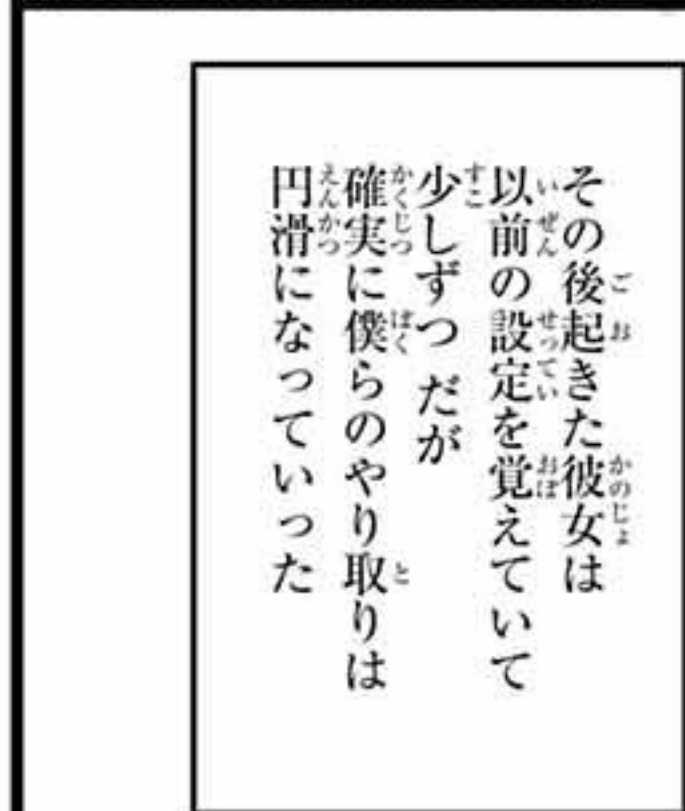 その後起きた彼女は
以前の設定を覚えていて
少しずつ だが
確実に僕らのやり取りは
円滑になっていった